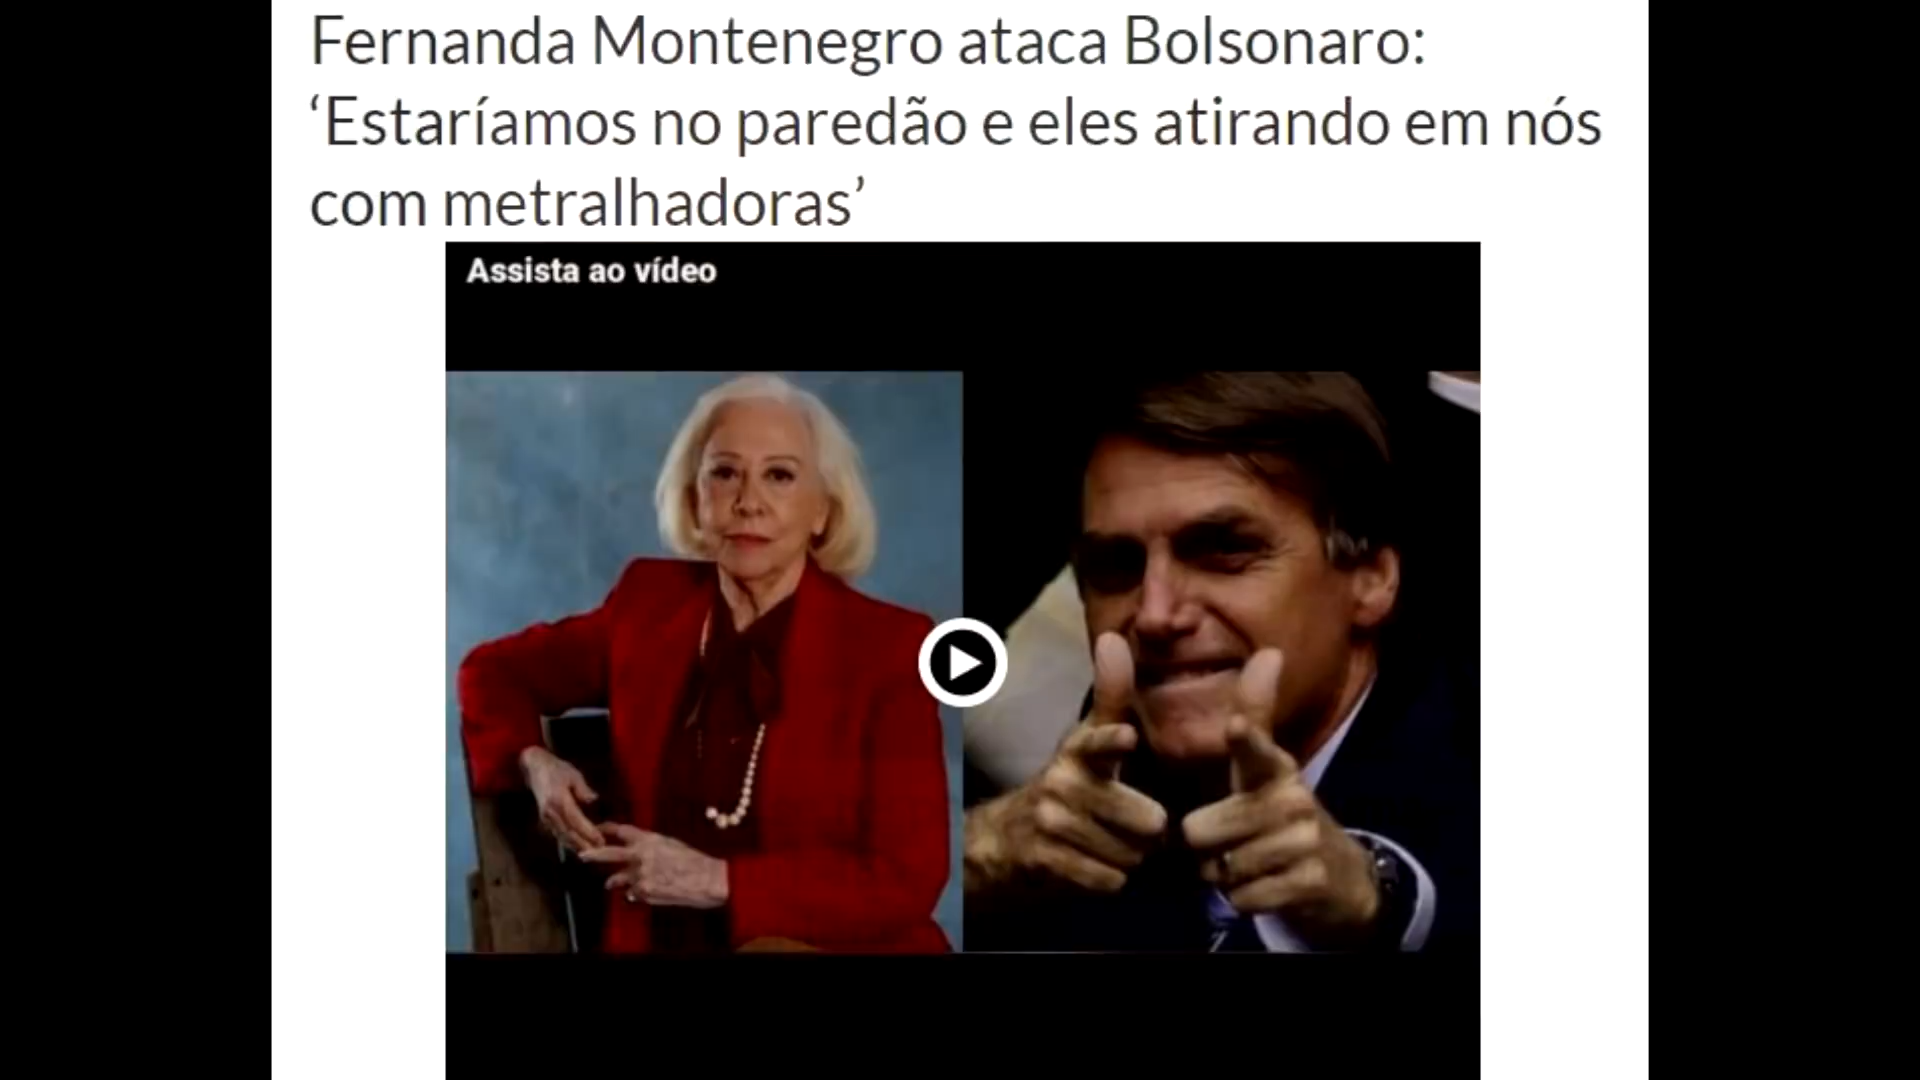 Fernanda Montenegro ataca Bolsonaro:
‘Estaríamos no paredão e eles atirando em nós
com metralhadoras’
Assista ao vídeo